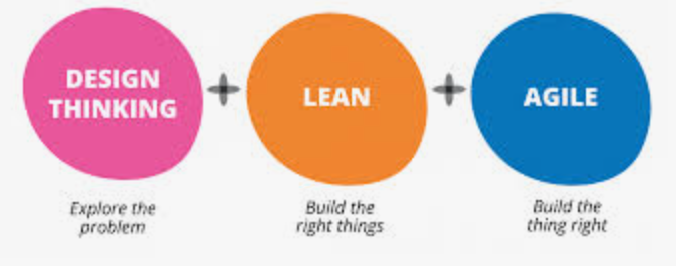 DESIGN
THINKING
LEAN
AGILE
Explore the
problem
Build the
right things
Build the
thing right